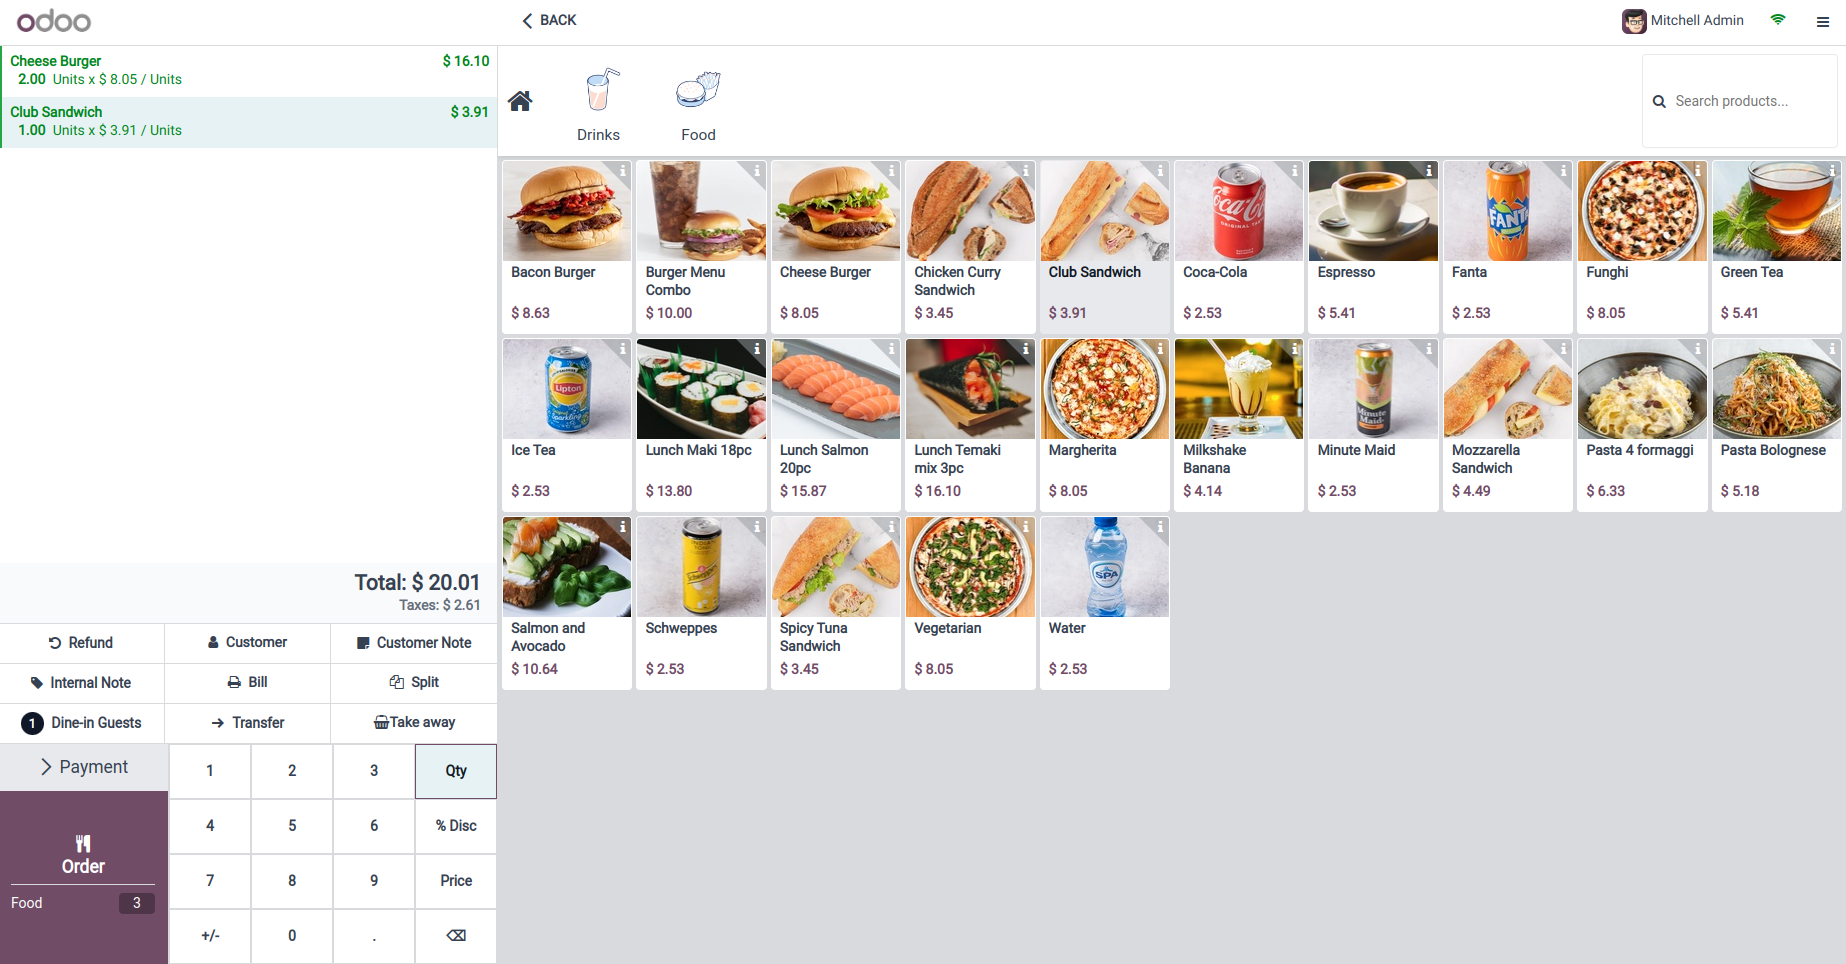 odoo
BACK
Mitchell Admin
Cheese Burger $ 16.10
2.00 Units x $ 8.05 / Units
Club Sandwich $ 3.91
1.00 Units x $ 3.91 / Units
Drinks
Food
Search products...
Bacon Burger
$ 8.63
Burger Menu
Combo
$ 10.00
Cheese Burger
$ 8.05
Chicken Curry
Sandwich
$ 3.45
Club Sandwich
$ 3.91
Coca-Cola
$ 2.53
Espresso
$ 5.41
FANTA
Fanta
$ 2.53
Funghi
$ 8.05
Green Tea
$ 5.41
Lipton
Sparkling
Ice Tea
$ 2.53
Lunch Maki 18pc
$ 13.80
Lunch Salmon
20pc
$ 15.87
Lunch Temaki
mix 3pc
$ 16.10
Margherita
$ 8.05
Milkshake
Banana
$ 4.14
Minute
Maid
Minute Maid
$ 2.53
Mozzarella
Sandwich
$ 4.49
Pasta 4 formaggi
$ 6.33
Pasta Bolognese
$ 5.18
Salmon and
Avocado
$ 10.64
Schweppes
Schweppes
$ 2.53
Spicy Tuna
Sandwich
$ 3.45
Vegetarian
$ 8.05
SPA
Water
$ 2.53
Total: $ 20.01
Taxes: $ 2.61
Refund
Customer
Customer Note
Internal Note
Bill
Split
1 Dine-in Guests
Transfer
Take away
Payment
1 2 3 Qty
4 5 6 % Disc
7 8 9 Price
+/- 0 .
Order
Food 3